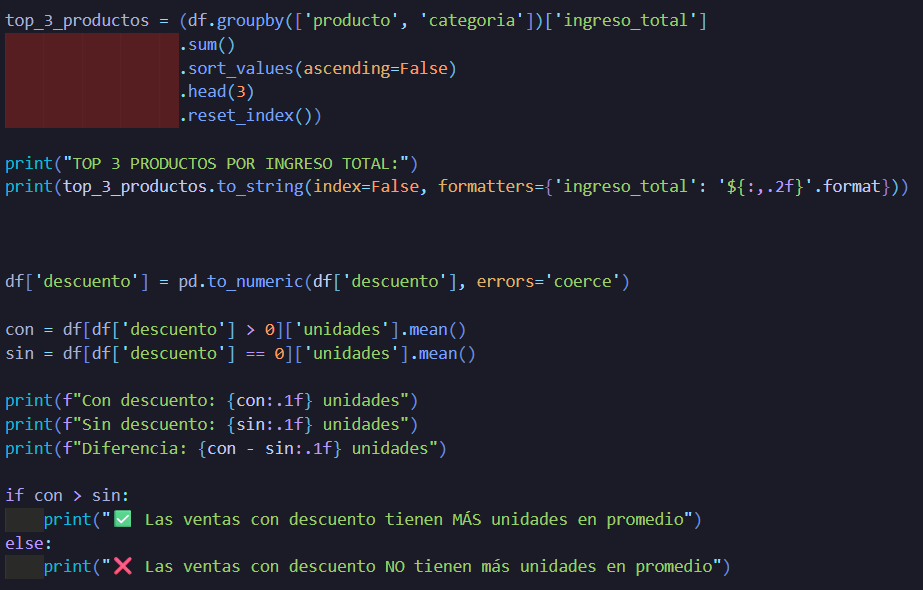 top_3_productos = (df.groupby(['producto', 'categoria'])['ingreso_total']
                  .sum()
                  .sort_values(ascending=False)
                  .head(3)
                  .reset_index())

print("TOP 3 PRODUCTOS POR INGRESO TOTAL:")
print(top_3_productos.to_string(index=False, formatters={'ingreso_total': '${:,.2f}'.format}))

df['descuento'] = pd.to_numeric(df['descuento'], errors='coerce')

con = df[df['descuento'] > 0]['unidades'].mean()
sin = df[df['descuento'] == 0]['unidades'].mean()

print(f"Con descuento: {con:.1f} unidades")
print(f"Sin descuento: {sin:.1f} unidades")
print(f"Diferencia: {con - sin:.1f} unidades")

if con > sin:
    print("✅ Las ventas con descuento tienen MÁS unidades en promedio")
else:
    print("❌ Las ventas con descuento NO tienen más unidades en promedio")